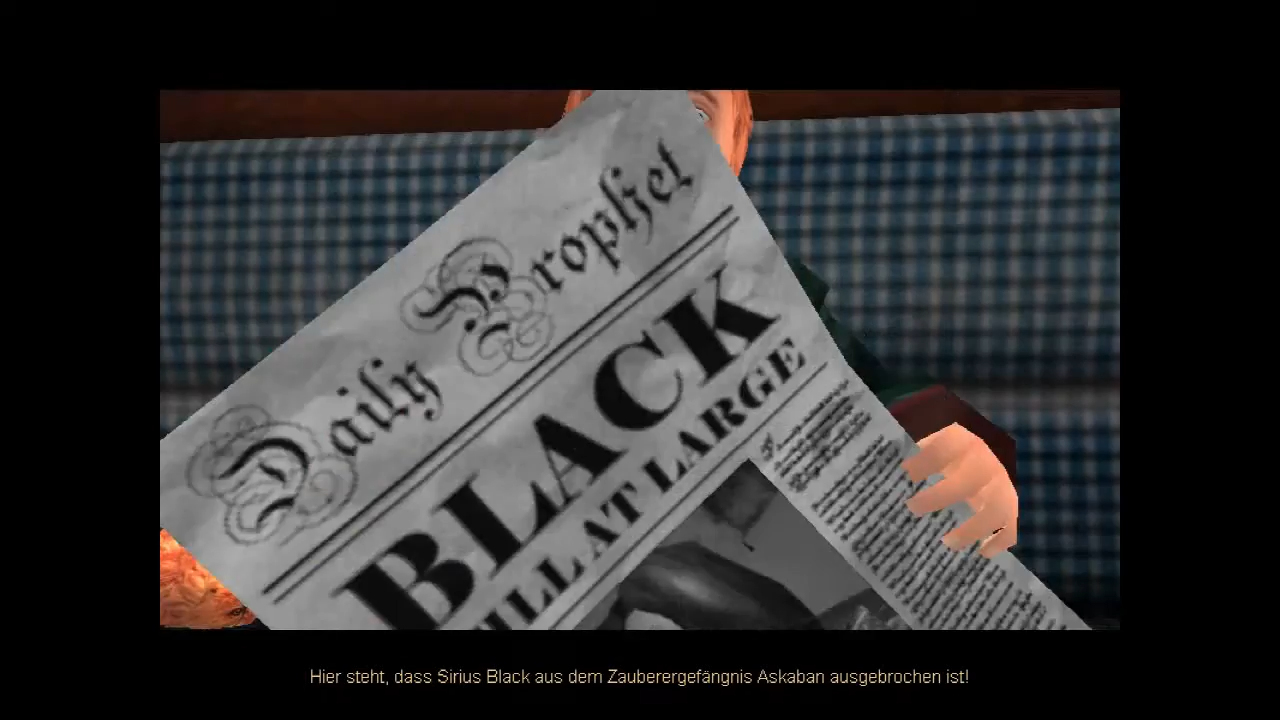 Daily Prophet
BLACK
STILL AT LARGE
Hier steht, dass Sirius Black aus dem Zauberergefängnis Askaban ausgebrochen ist!